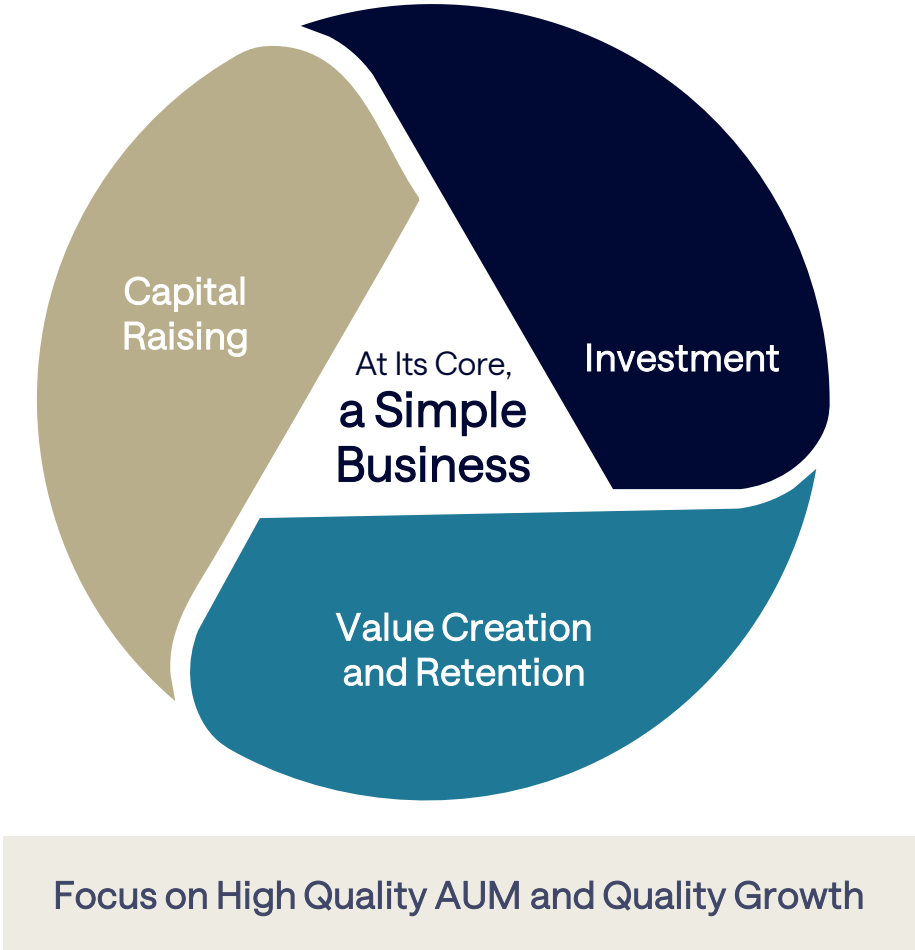 Capital
Raising
At Its Core,
a Simple
Business
Investment
Value Creation
and Retention
Focus on High Quality AUM and Quality Growth